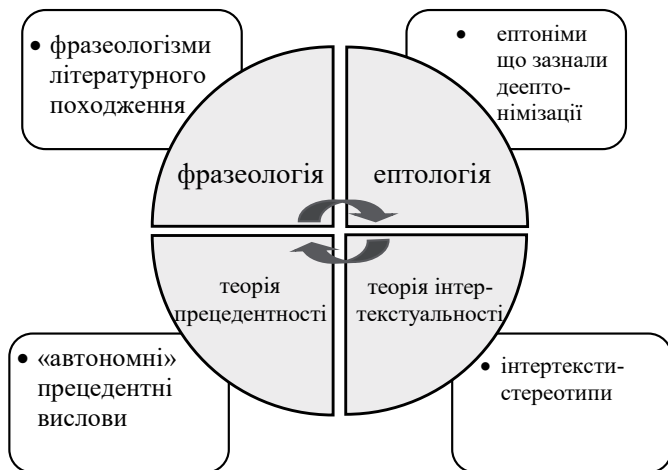 • фразеологізми
літературного
походження
• ептоніми
що зазнали
деепто-
німізації
фразеологія
ептологія
теорія
прецедентності
теорія інтер-
текстуальності
• «автономні»
прецедентні
вислови
• інтертексти-
стереотипи